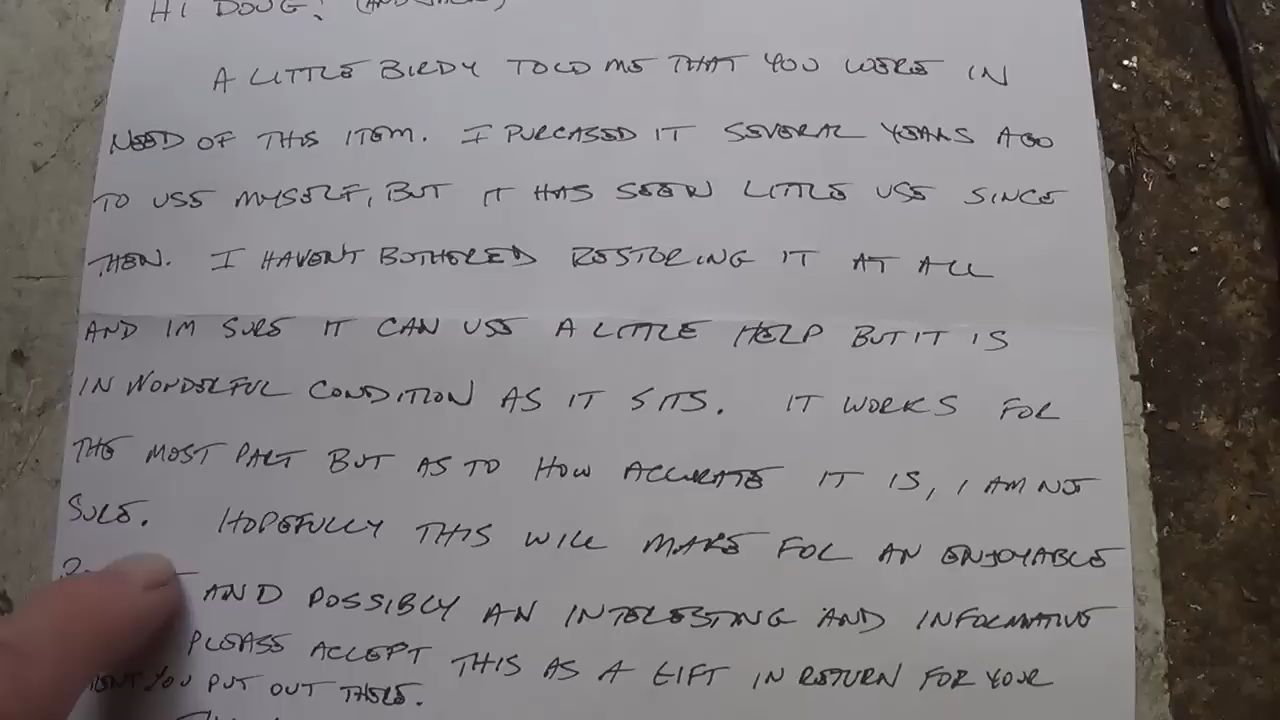 HI DOUG!
A LITTLE BIRDY TOLD ME THAT YOU WERE IN
NEED OF THIS ITEM. I PURCASED IT SEVERAL YEARS AGO
TO USE MYSELF, BUT IT HAS SEEN LITTLE USE SINCE
THEN. I HAVEN'T BOTHERED RESTORING IT AT ALL
AND IM SURE IT CAN USE A LITTLE HELP BUT IT IS
IN WONDERFUL CONDITION AS IT SITS. IT WORKS FOR
THE MOST PART BUT AS TO HOW ACCURATE IT IS, I AM NOT
SURE. HOPEFULLY THIS WILL MAKE FOR AN ENJOYABLE
AND POSSIBLY AN INTERESTING AND INFORMATIVE
PLEASE ACCEPT THIS AS A GIFT IN RETURN FOR YOUR
YOU PUT OUT THERE.